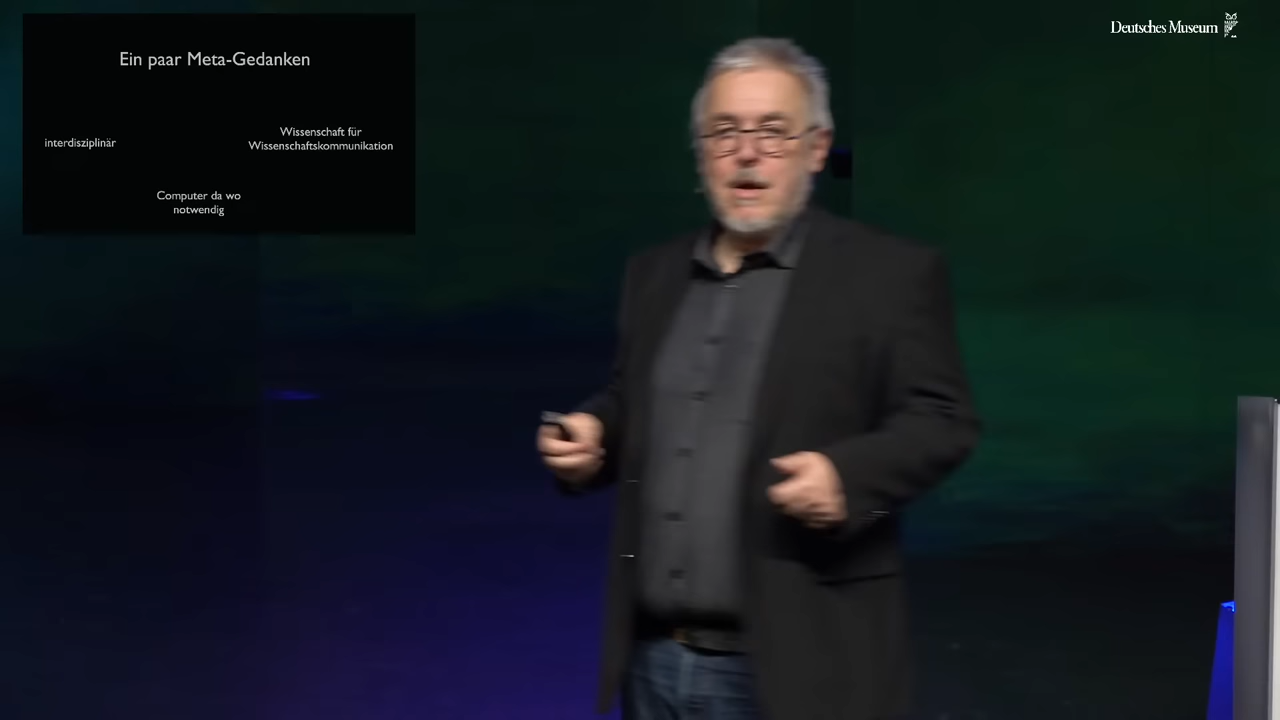 Ein paar Meta-Gedanken
interdisziplinär
Wissenschaft für
Wissenschaftskommunikation
Computer da wo
notwendig
Deutsches Museum